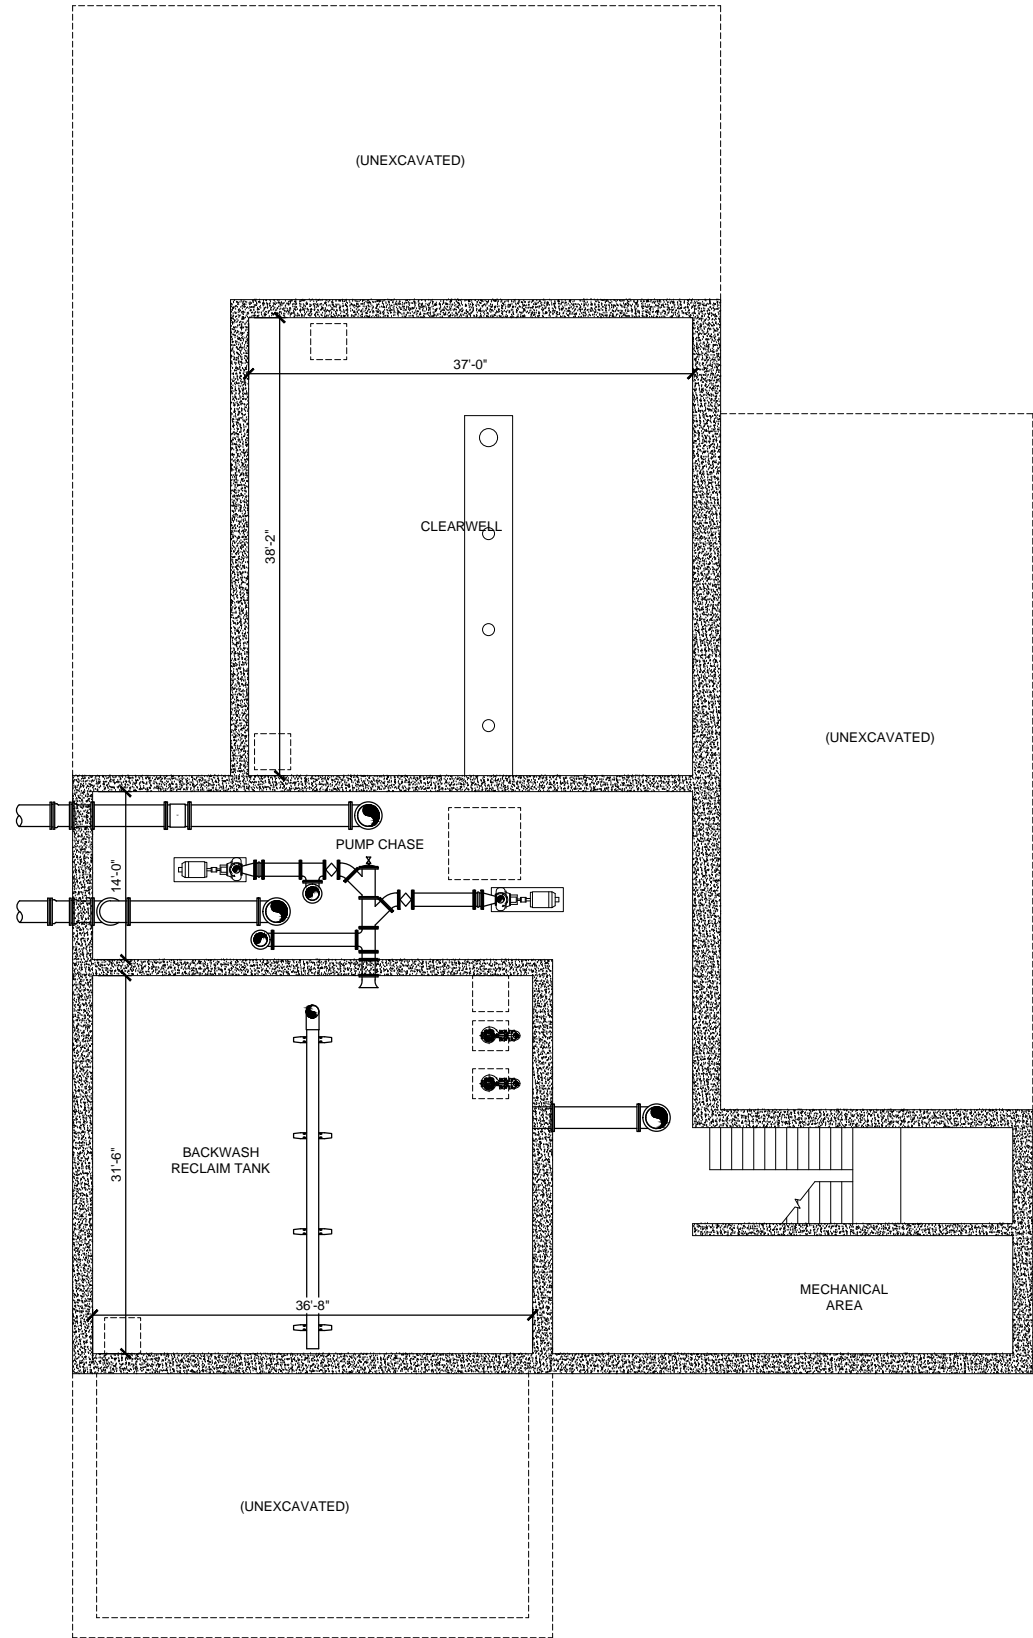 (UNEXCAVATED)
37'-0"
CLEARWELL
38'-2"
(UNEXCAVATED)
PUMP CHASE
14'-0"
BACKWASH
RECLAIM TANK
31'-6"
36'-8"
MECHANICAL
AREA
(UNEXCAVATED)